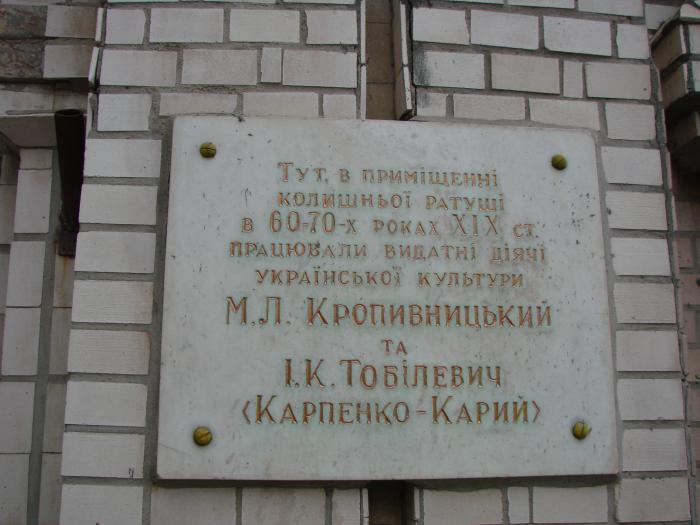 Тут, в приміщенні
колишньої ратуші
в 60-70-х роках XIX ст.
працювали видатні діячі
української культури
М.Л. Кропивницький
та
І.К. Тобілевич
‹Карпенко-Карий›